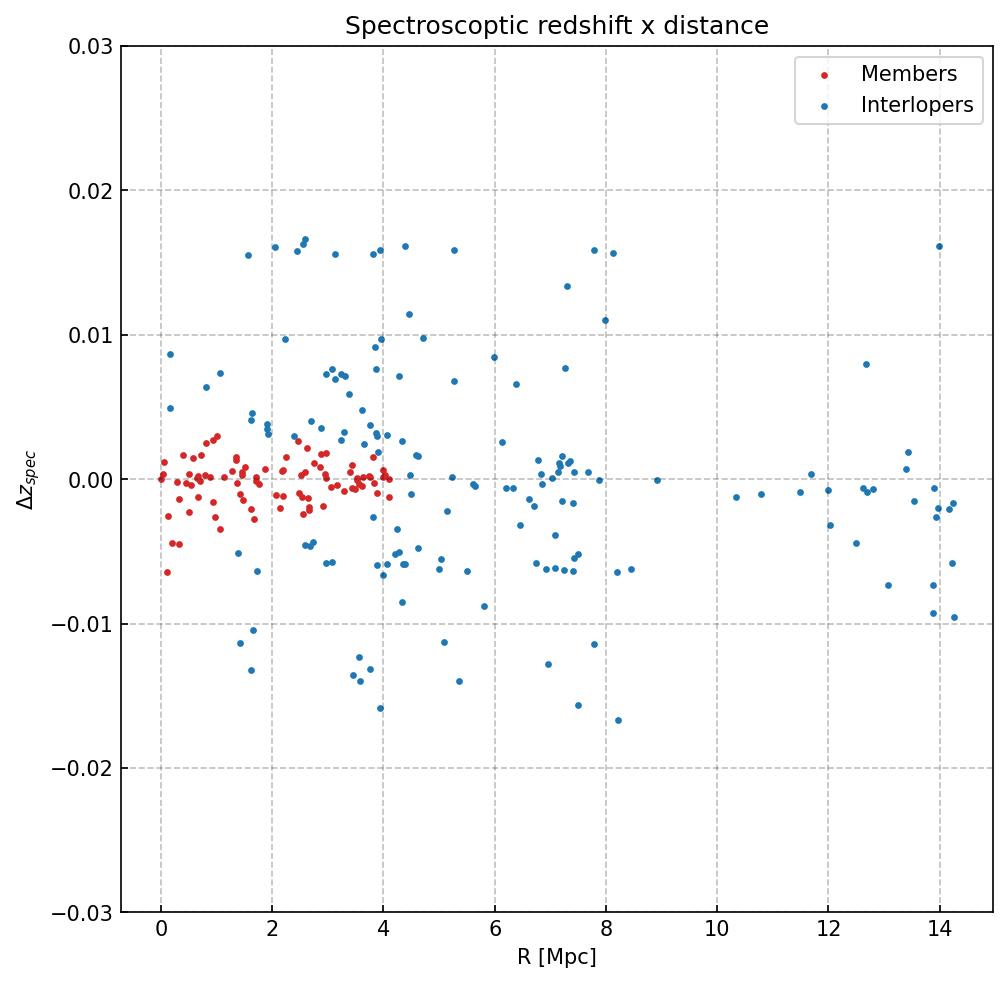 Spectroscoptic redshift x distance
Members
Interlopers
0.03
0.02
0.01
0.00
−0.01
−0.02
−0.03
Δz_spec
0 2 4 6 8 10 12 14
R [Mpc]